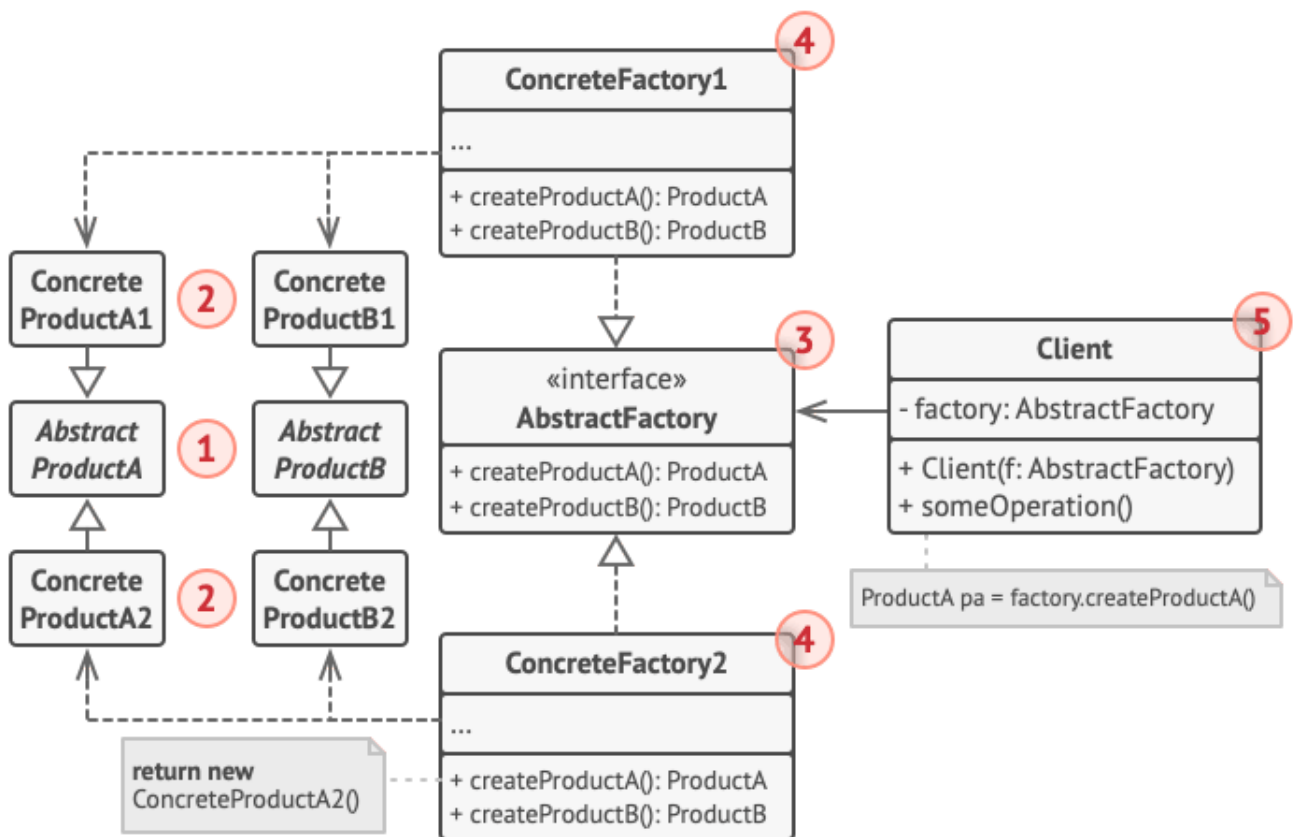 4
ConcreteFactory1
...
+ createProductA(): ProductA
+ createProductB(): ProductB
Concrete
ProductA1
2
Concrete
ProductB1
3
«interface»
AbstractFactory
+ createProductA(): ProductA
+ createProductB(): ProductB
5
Client
- factory: AbstractFactory
+ Client(f: AbstractFactory)
+ someOperation()
Abstract
ProductA
1
Abstract
ProductB
Concrete
ProductA2
2
Concrete
ProductB2
ProductA pa = factory.createProductA()
4
ConcreteFactory2
...
+ createProductA(): ProductA
+ createProductB(): ProductB
return new
ConcreteProductA2()